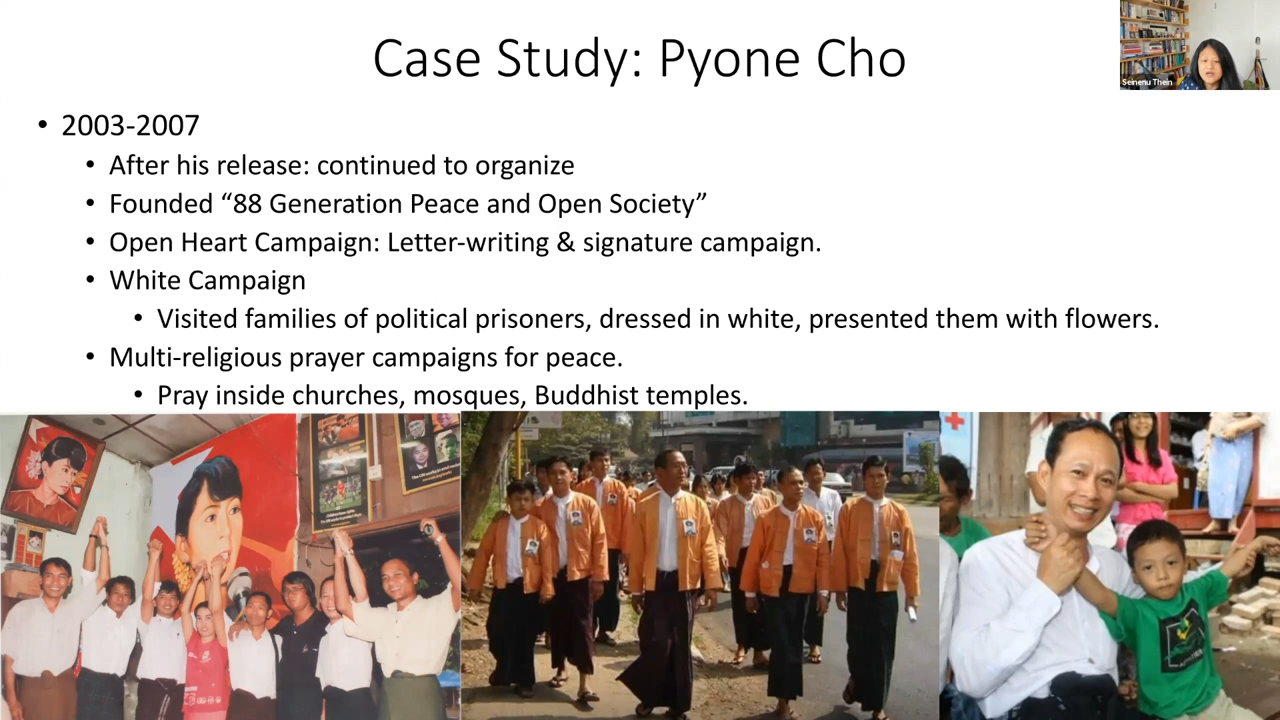 Case Study: Pyone Cho
Seinenu Thein
• 2003-2007
• After his release: continued to organize
• Founded “88 Generation Peace and Open Society”
• Open Heart Campaign: Letter-writing & signature campaign.
• White Campaign
• Visited families of political prisoners, dressed in white, presented them with flowers.
• Multi-religious prayer campaigns for peace.
• Pray inside churches, mosques, Buddhist temples.